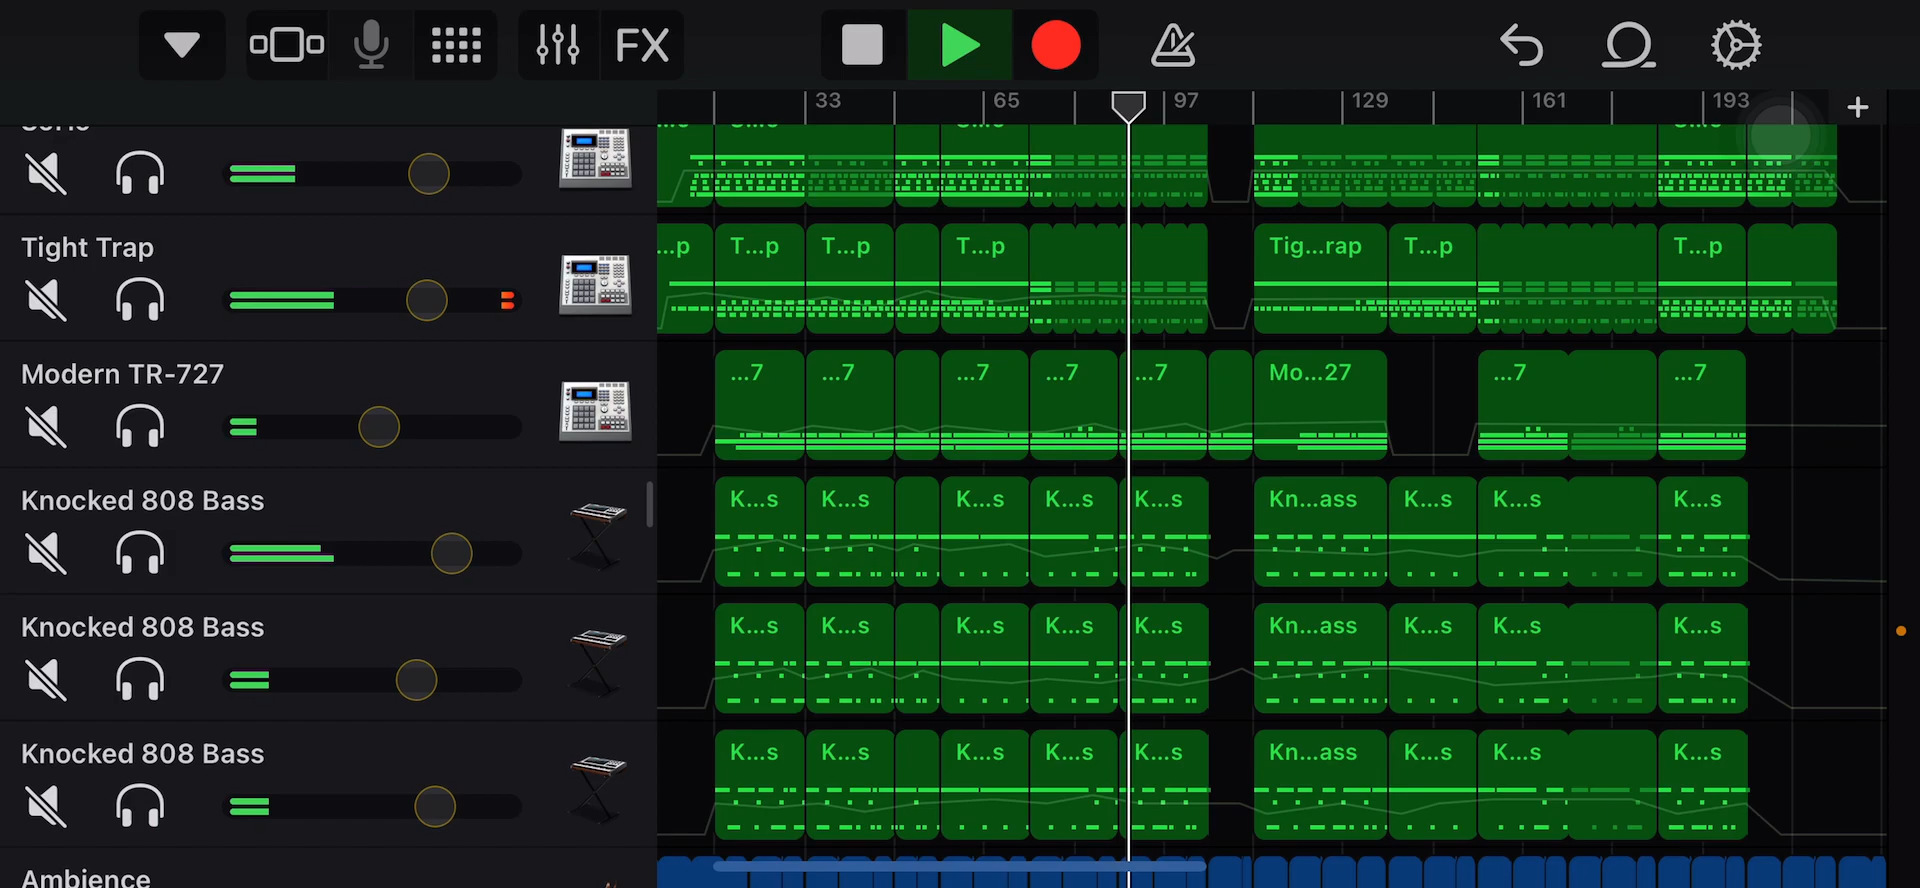 FX
33 65 97 129 161 193 +
Tight Trap
...p T...p T...p T...p Tig...rap T...p T...p
Modern TR-727
...7 ...7 ...7 ...7 ...7 Mo...27 ...7 ...7
Knocked 808 Bass
K...s K...s K...s K...s K...s Kn...ass K...s K...s K...s
Knocked 808 Bass
K...s K...s K...s K...s K...s Kn...ass K...s K...s K...s
Knocked 808 Bass
K...s K...s K...s K...s K...s Kn...ass K...s K...s K...s
Ambience